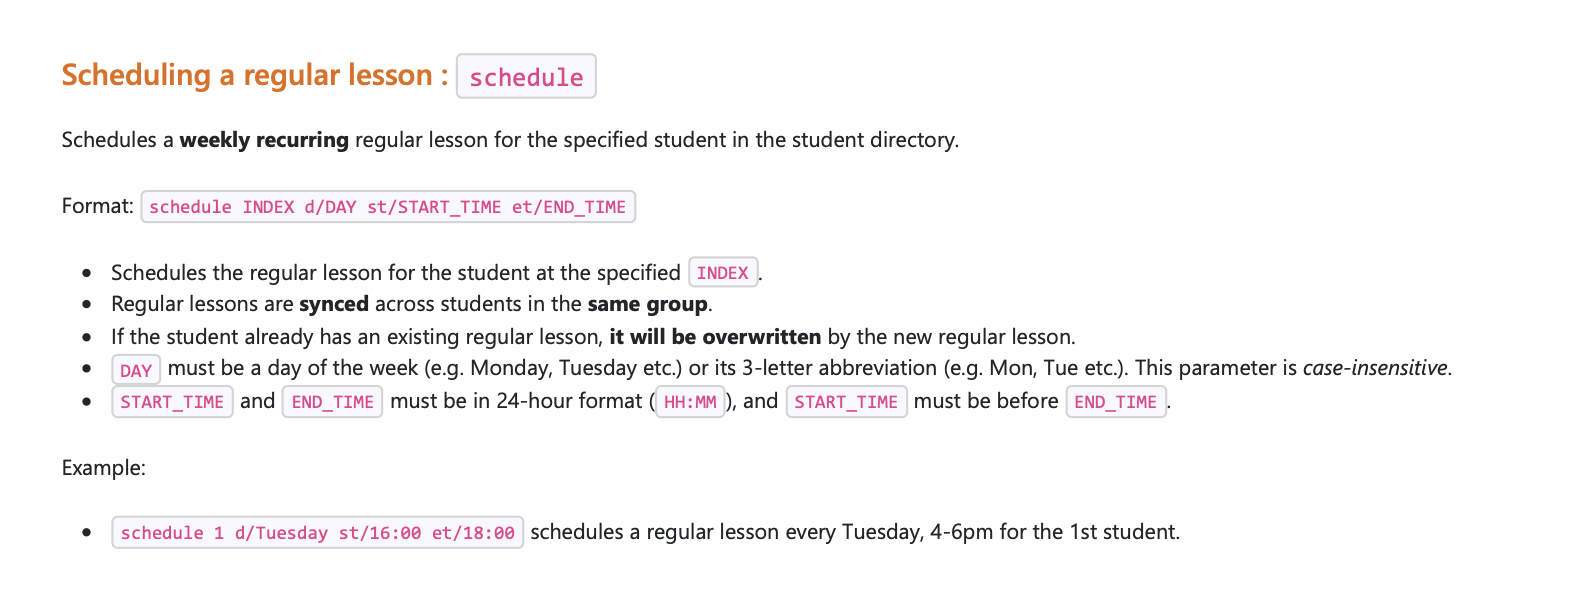 Scheduling a regular lesson : schedule
Schedules a weekly recurring regular lesson for the specified student in the student directory.
Format: schedule INDEX d/DAY st/START_TIME et/END_TIME
• Schedules the regular lesson for the student at the specified INDEX.
• Regular lessons are synced across students in the same group.
• If the student already has an existing regular lesson, it will be overwritten by the new regular lesson.
• DAY must be a day of the week (e.g. Monday, Tuesday etc.) or its 3-letter abbreviation (e.g. Mon, Tue etc.). This parameter is case-insensitive.
• START_TIME and END_TIME must be in 24-hour format (HH:MM), and START_TIME must be before END_TIME.
Example:
• schedule 1 d/Tuesday st/16:00 et/18:00 schedules a regular lesson every Tuesday, 4-6pm for the 1st student.